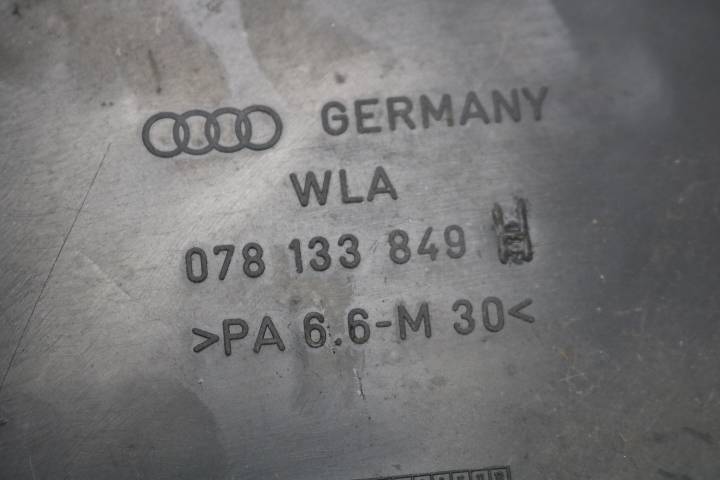 GERMANY
WLA
078 133 849
>PA 6.6-M 30<